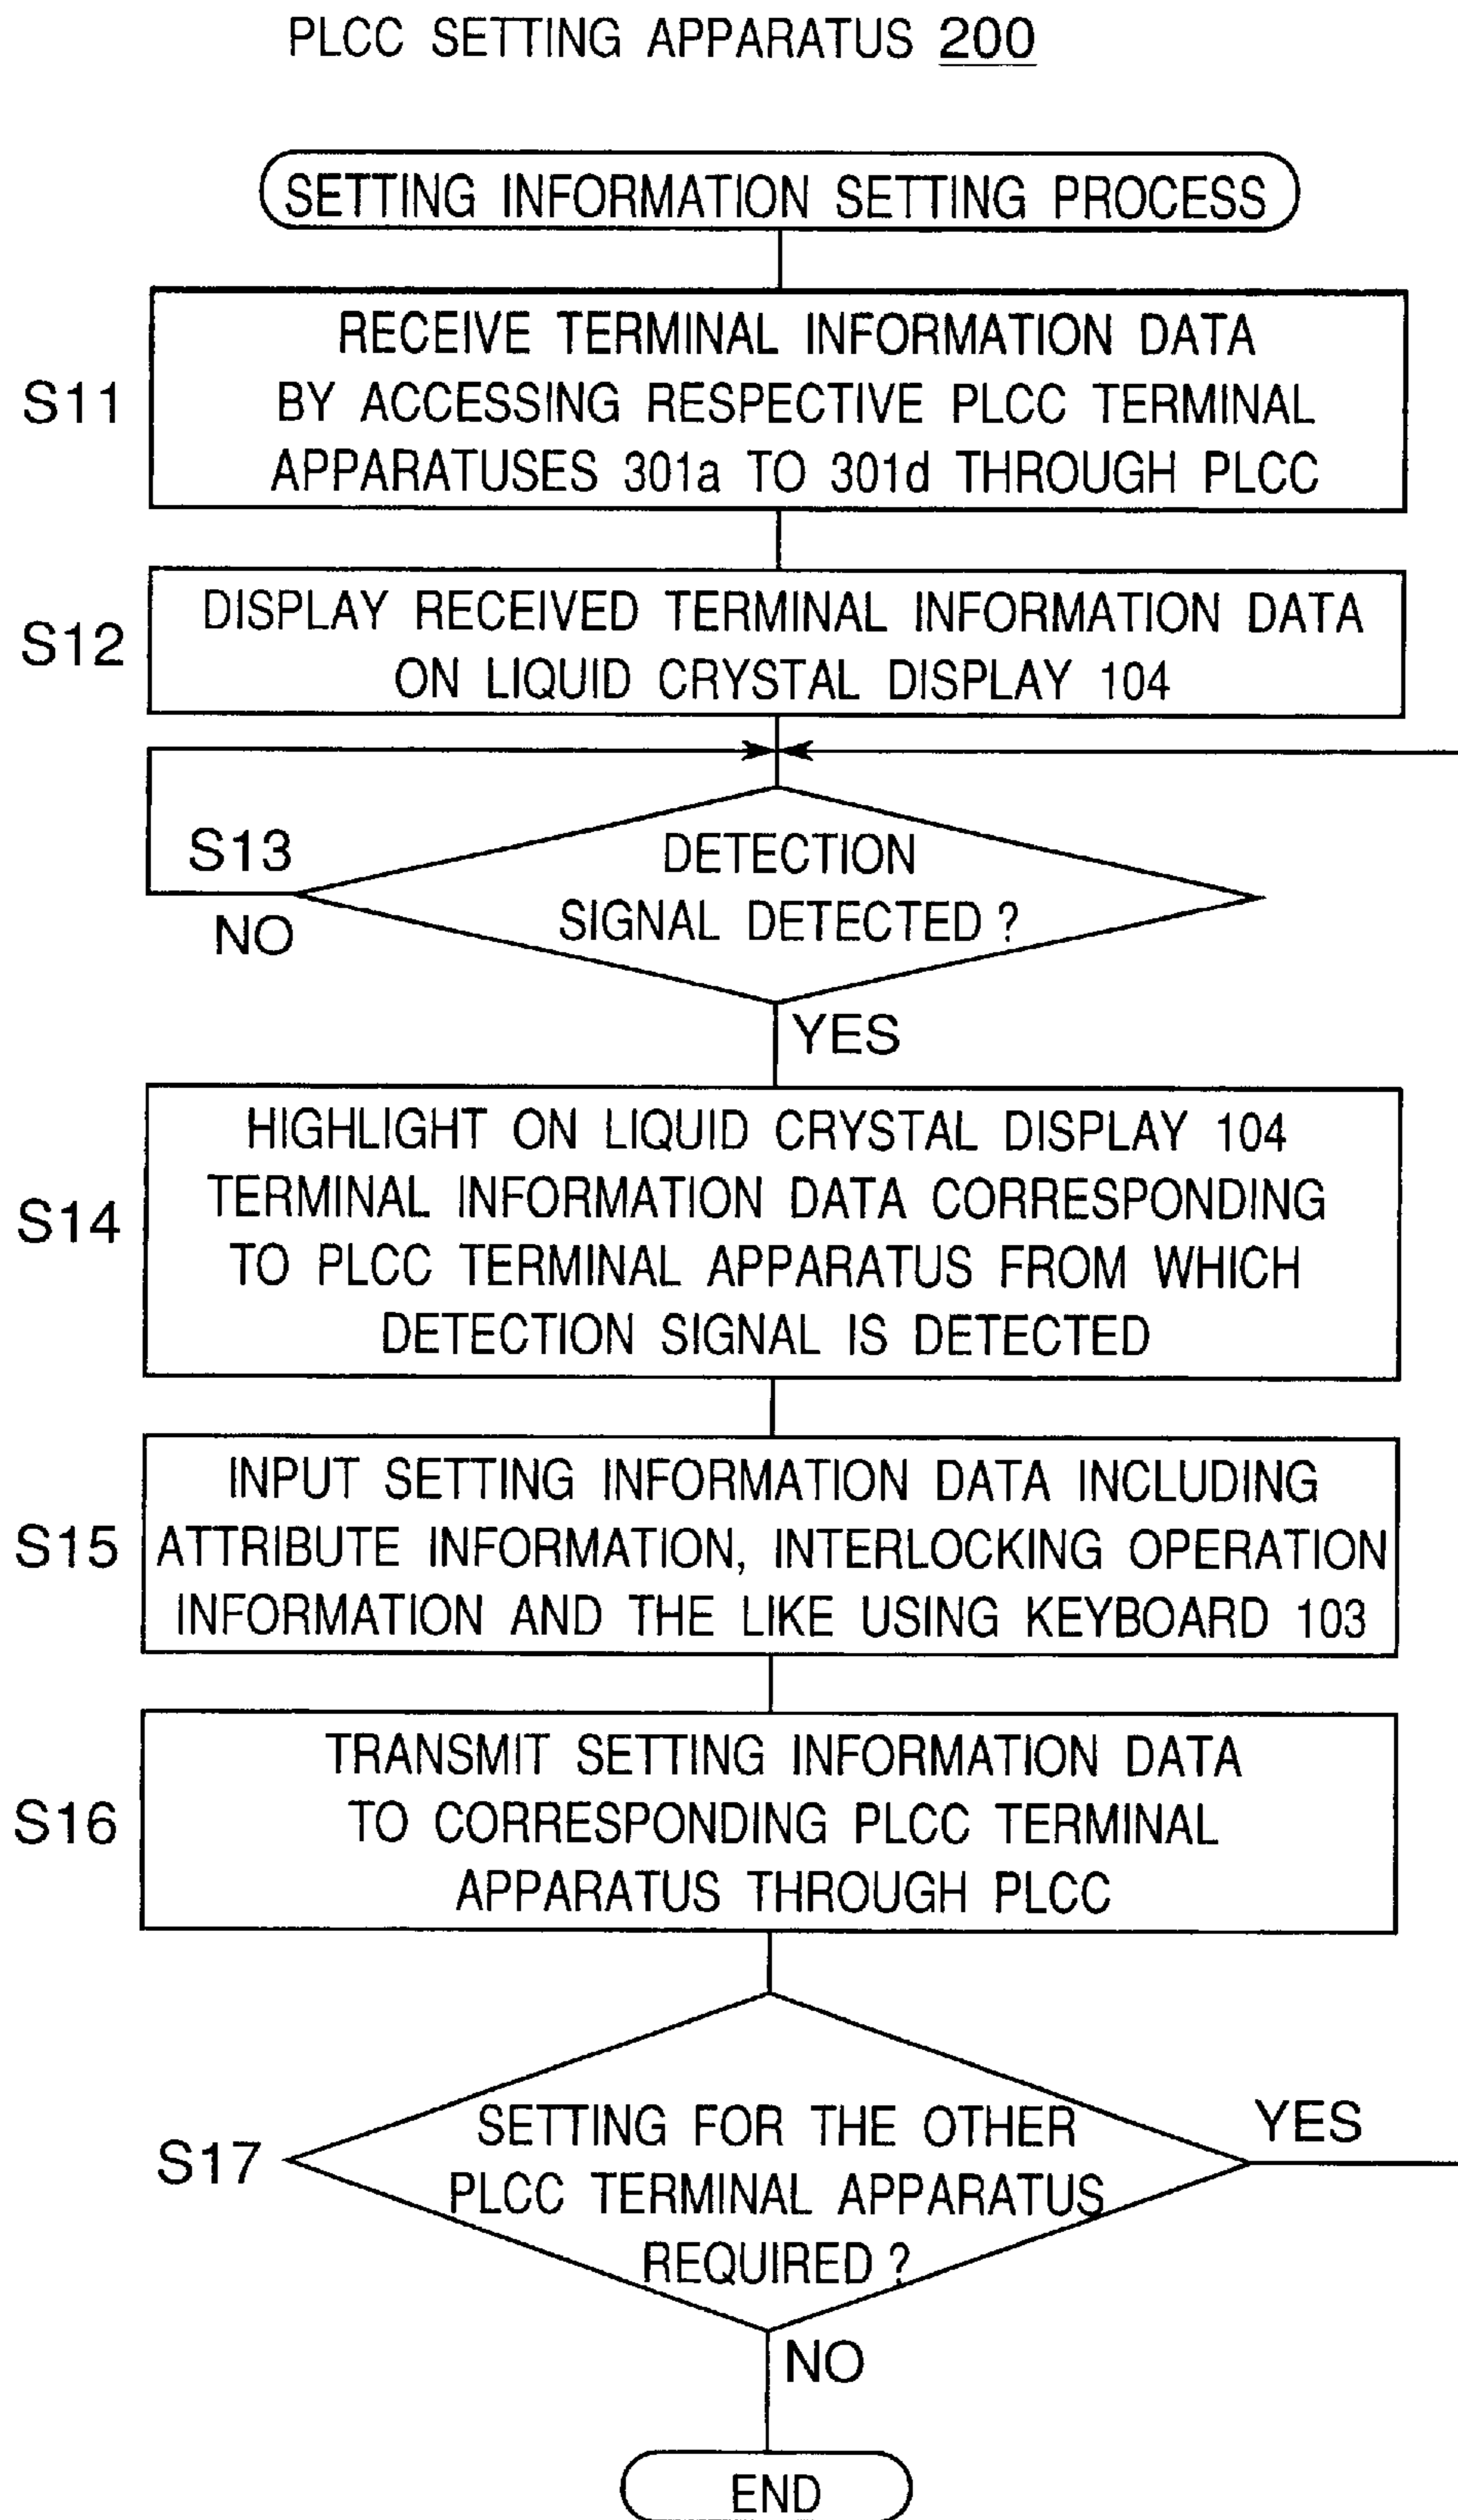 PLCC SETTING APPARATUS 200
SETTING INFORMATION SETTING PROCESS
S11
RECEIVE TERMINAL INFORMATION DATA
BY ACCESSING RESPECTIVE PLCC TERMINAL
APPARATUSES 301a TO 301d THROUGH PLCC
S12
DISPLAY RECEIVED TERMINAL INFORMATION DATA
ON LIQUID CRYSTAL DISPLAY 104
S13
DETECTION
SIGNAL DETECTED ?
NO
YES
S14
HIGHLIGHT ON LIQUID CRYSTAL DISPLAY 104
TERMINAL INFORMATION DATA CORRESPONDING
TO PLCC TERMINAL APPARATUS FROM WHICH
DETECTION SIGNAL IS DETECTED
S15
INPUT SETTING INFORMATION DATA INCLUDING
ATTRIBUTE INFORMATION, INTERLOCKING OPERATION
INFORMATION AND THE LIKE USING KEYBOARD 103
S16
TRANSMIT SETTING INFORMATION DATA
TO CORRESPONDING PLCC TERMINAL
APPARATUS THROUGH PLCC
S17
SETTING FOR THE OTHER
PLCC TERMINAL APPARATUS
REQUIRED ?
YES
NO
END